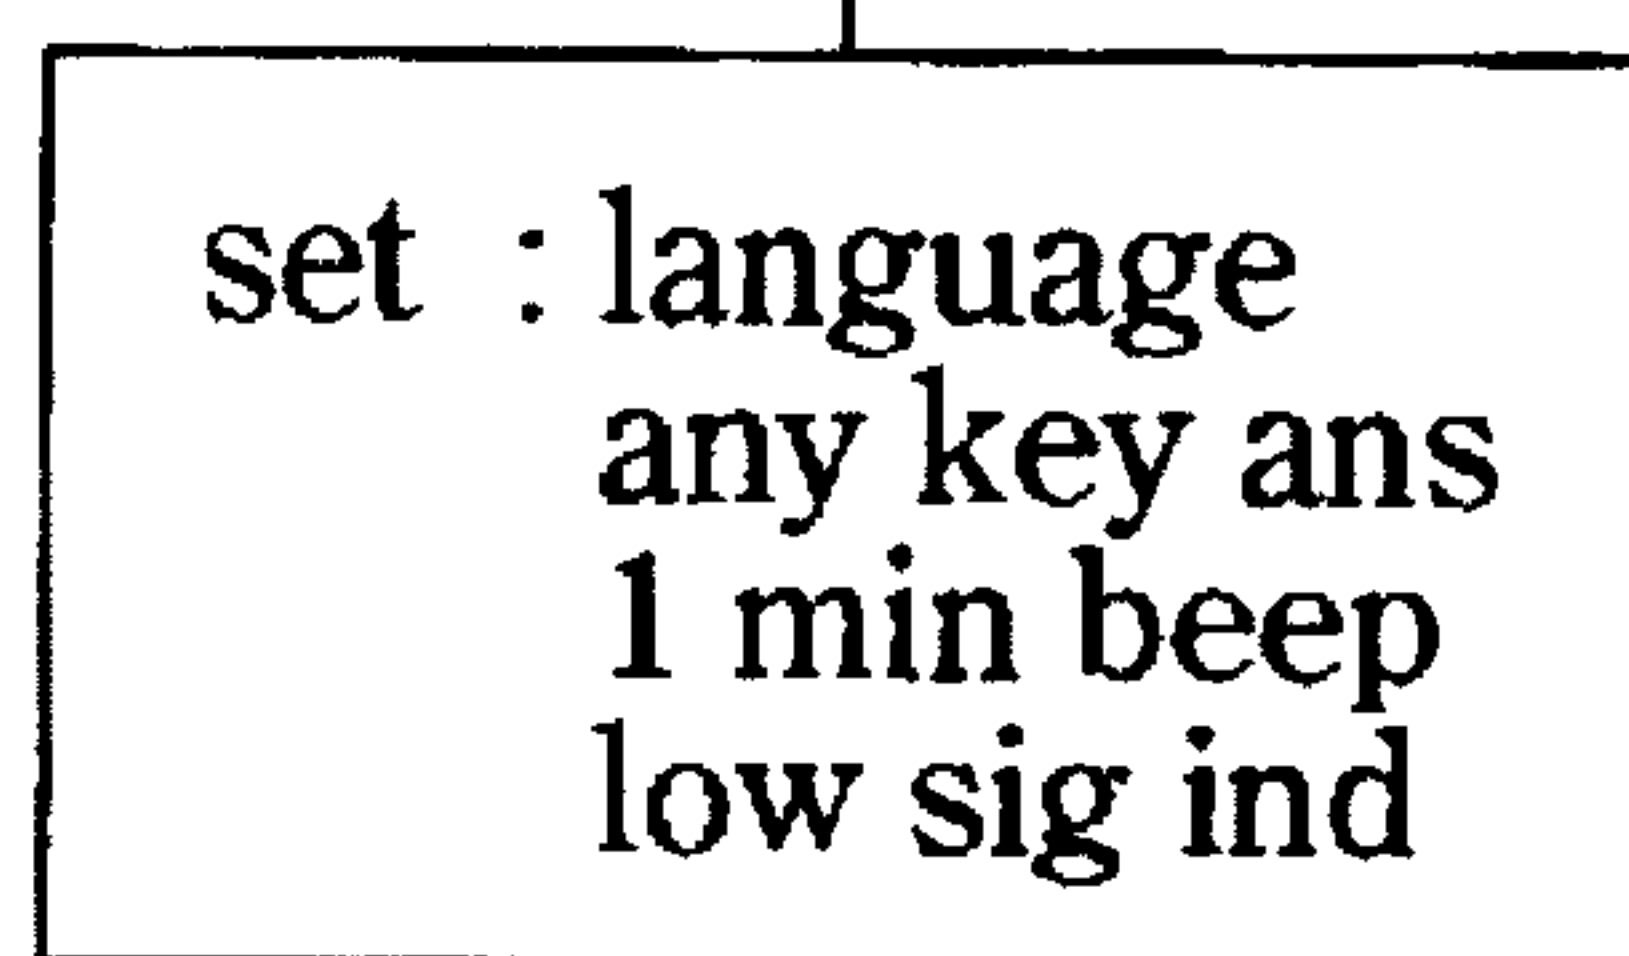 set : language
any key ans
1 min beep
low sig ind